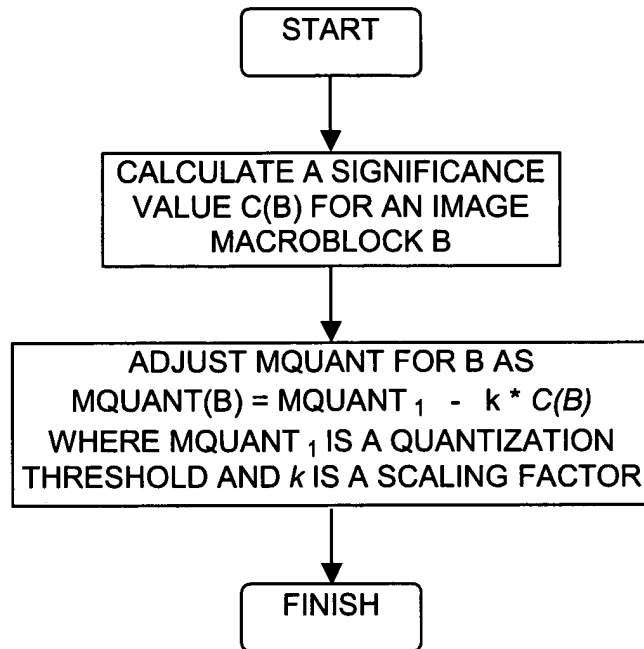 START
CALCULATE A SIGNIFICANCE
VALUE C(B) FOR AN IMAGE
MACROBLOCK B
ADJUST MQUANT FOR B AS
MQUANT(B) = MQUANT 1 - k * C(B)
WHERE MQUANT 1 IS A QUANTIZATION
THRESHOLD AND k IS A SCALING FACTOR
FINISH